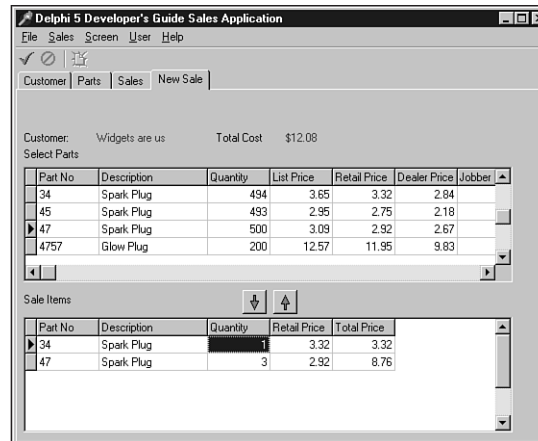 Delphi 5 Developer's Guide Sales Application
File Sales Screen User Help
Customer Parts Sales New Sale
Customer: Widgets are us Total Cost $12.08
Select Parts
Part No Description Quantity List Price Retail Price Dealer Price Jobber
34 Spark Plug 494 3.65 3.32 2.84
45 Spark Plug 493 2.95 2.75 2.18
47 Spark Plug 500 3.09 2.92 2.67
4757 Glow Plug 200 12.57 11.95 9.83
Sale Items
Part No Description Quantity Retail Price Total Price
34 Spark Plug 1 3.32 3.32
47 Spark Plug 3 2.92 8.76